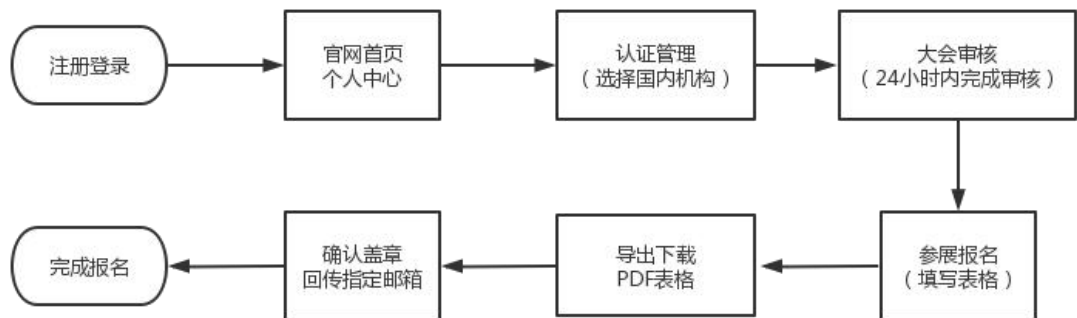 注册登录
官网首页
个人中心
认证管理
（选择国内机构）
大会审核
（24小时内完成审核）
参展报名
（填写表格）
导出下载
PDF表格
确认盖章
回传指定邮箱
完成报名